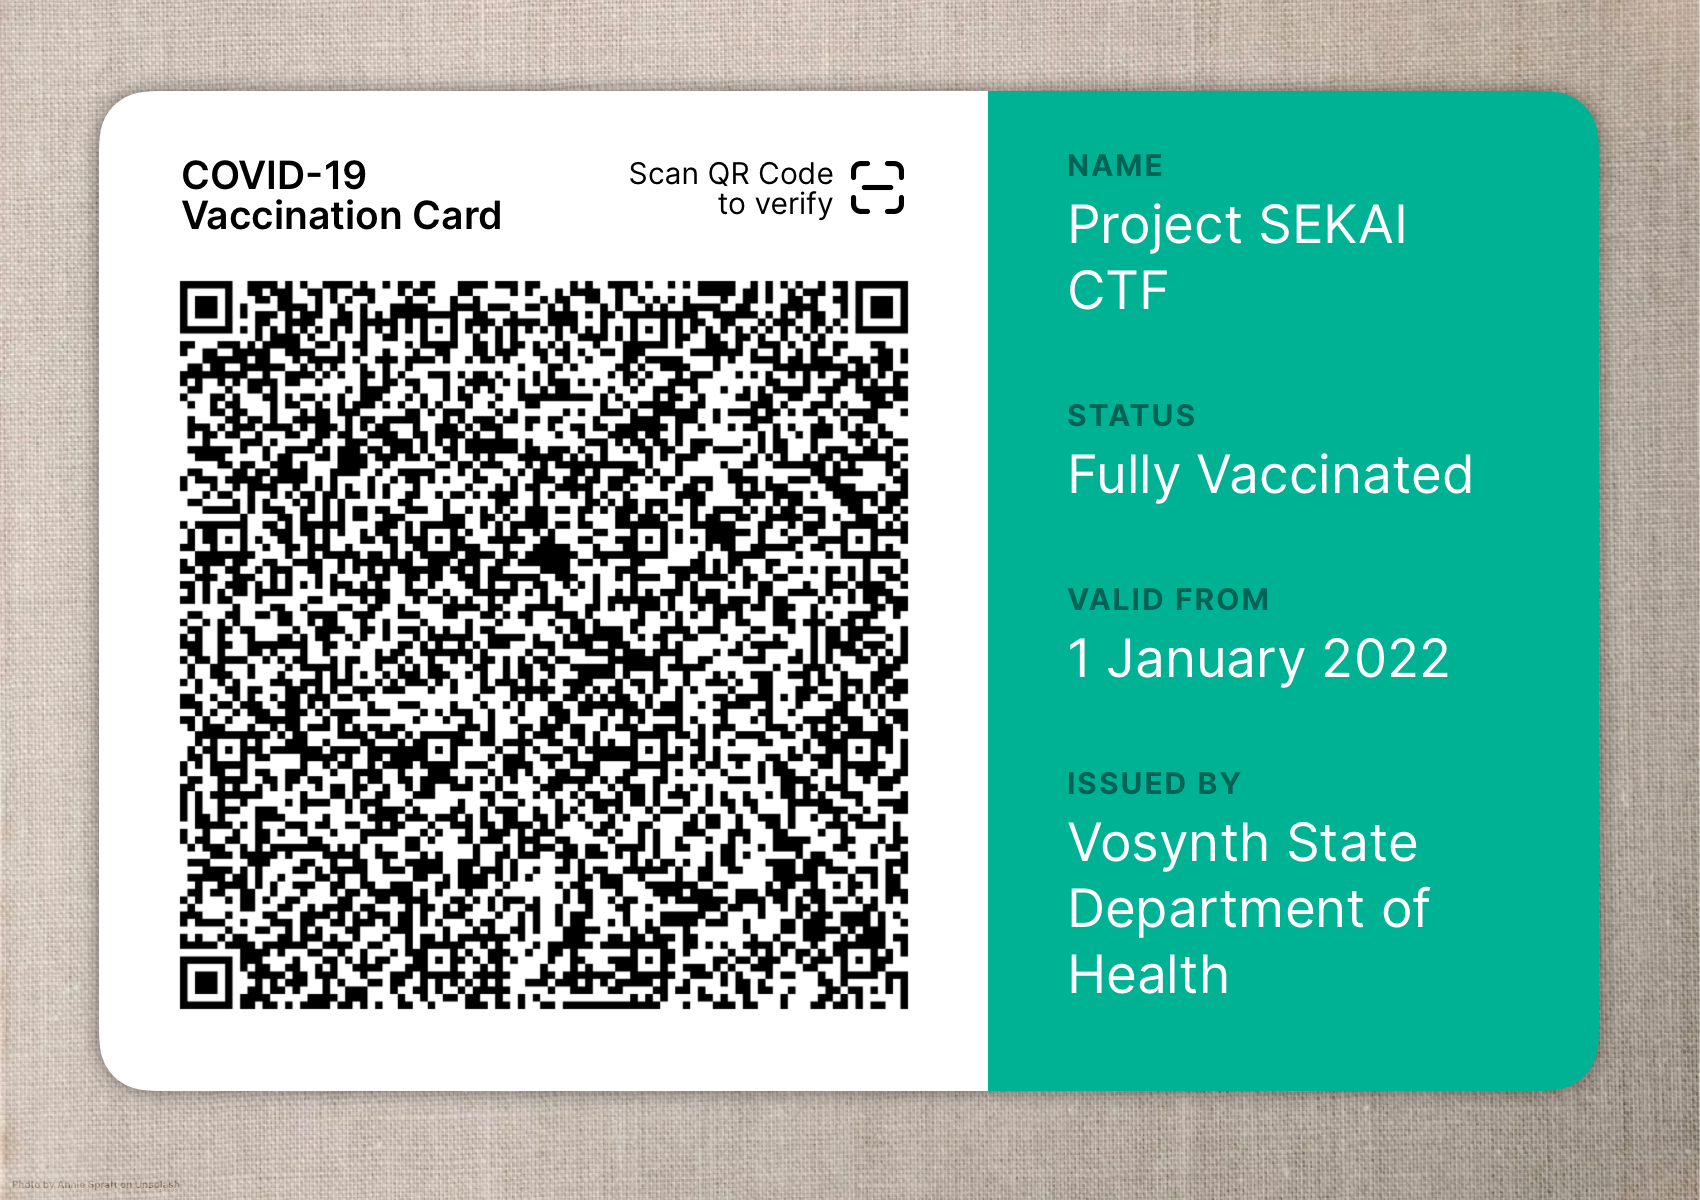 COVID-19
Vaccination Card
Scan QR Code
to verify
NAME
Project SEKAI
CTF
STATUS
Fully Vaccinated
VALID FROM
1 January 2022
ISSUED BY
Vosynth State
Department of
Health
Photo by Annie Spratt on Unsplash